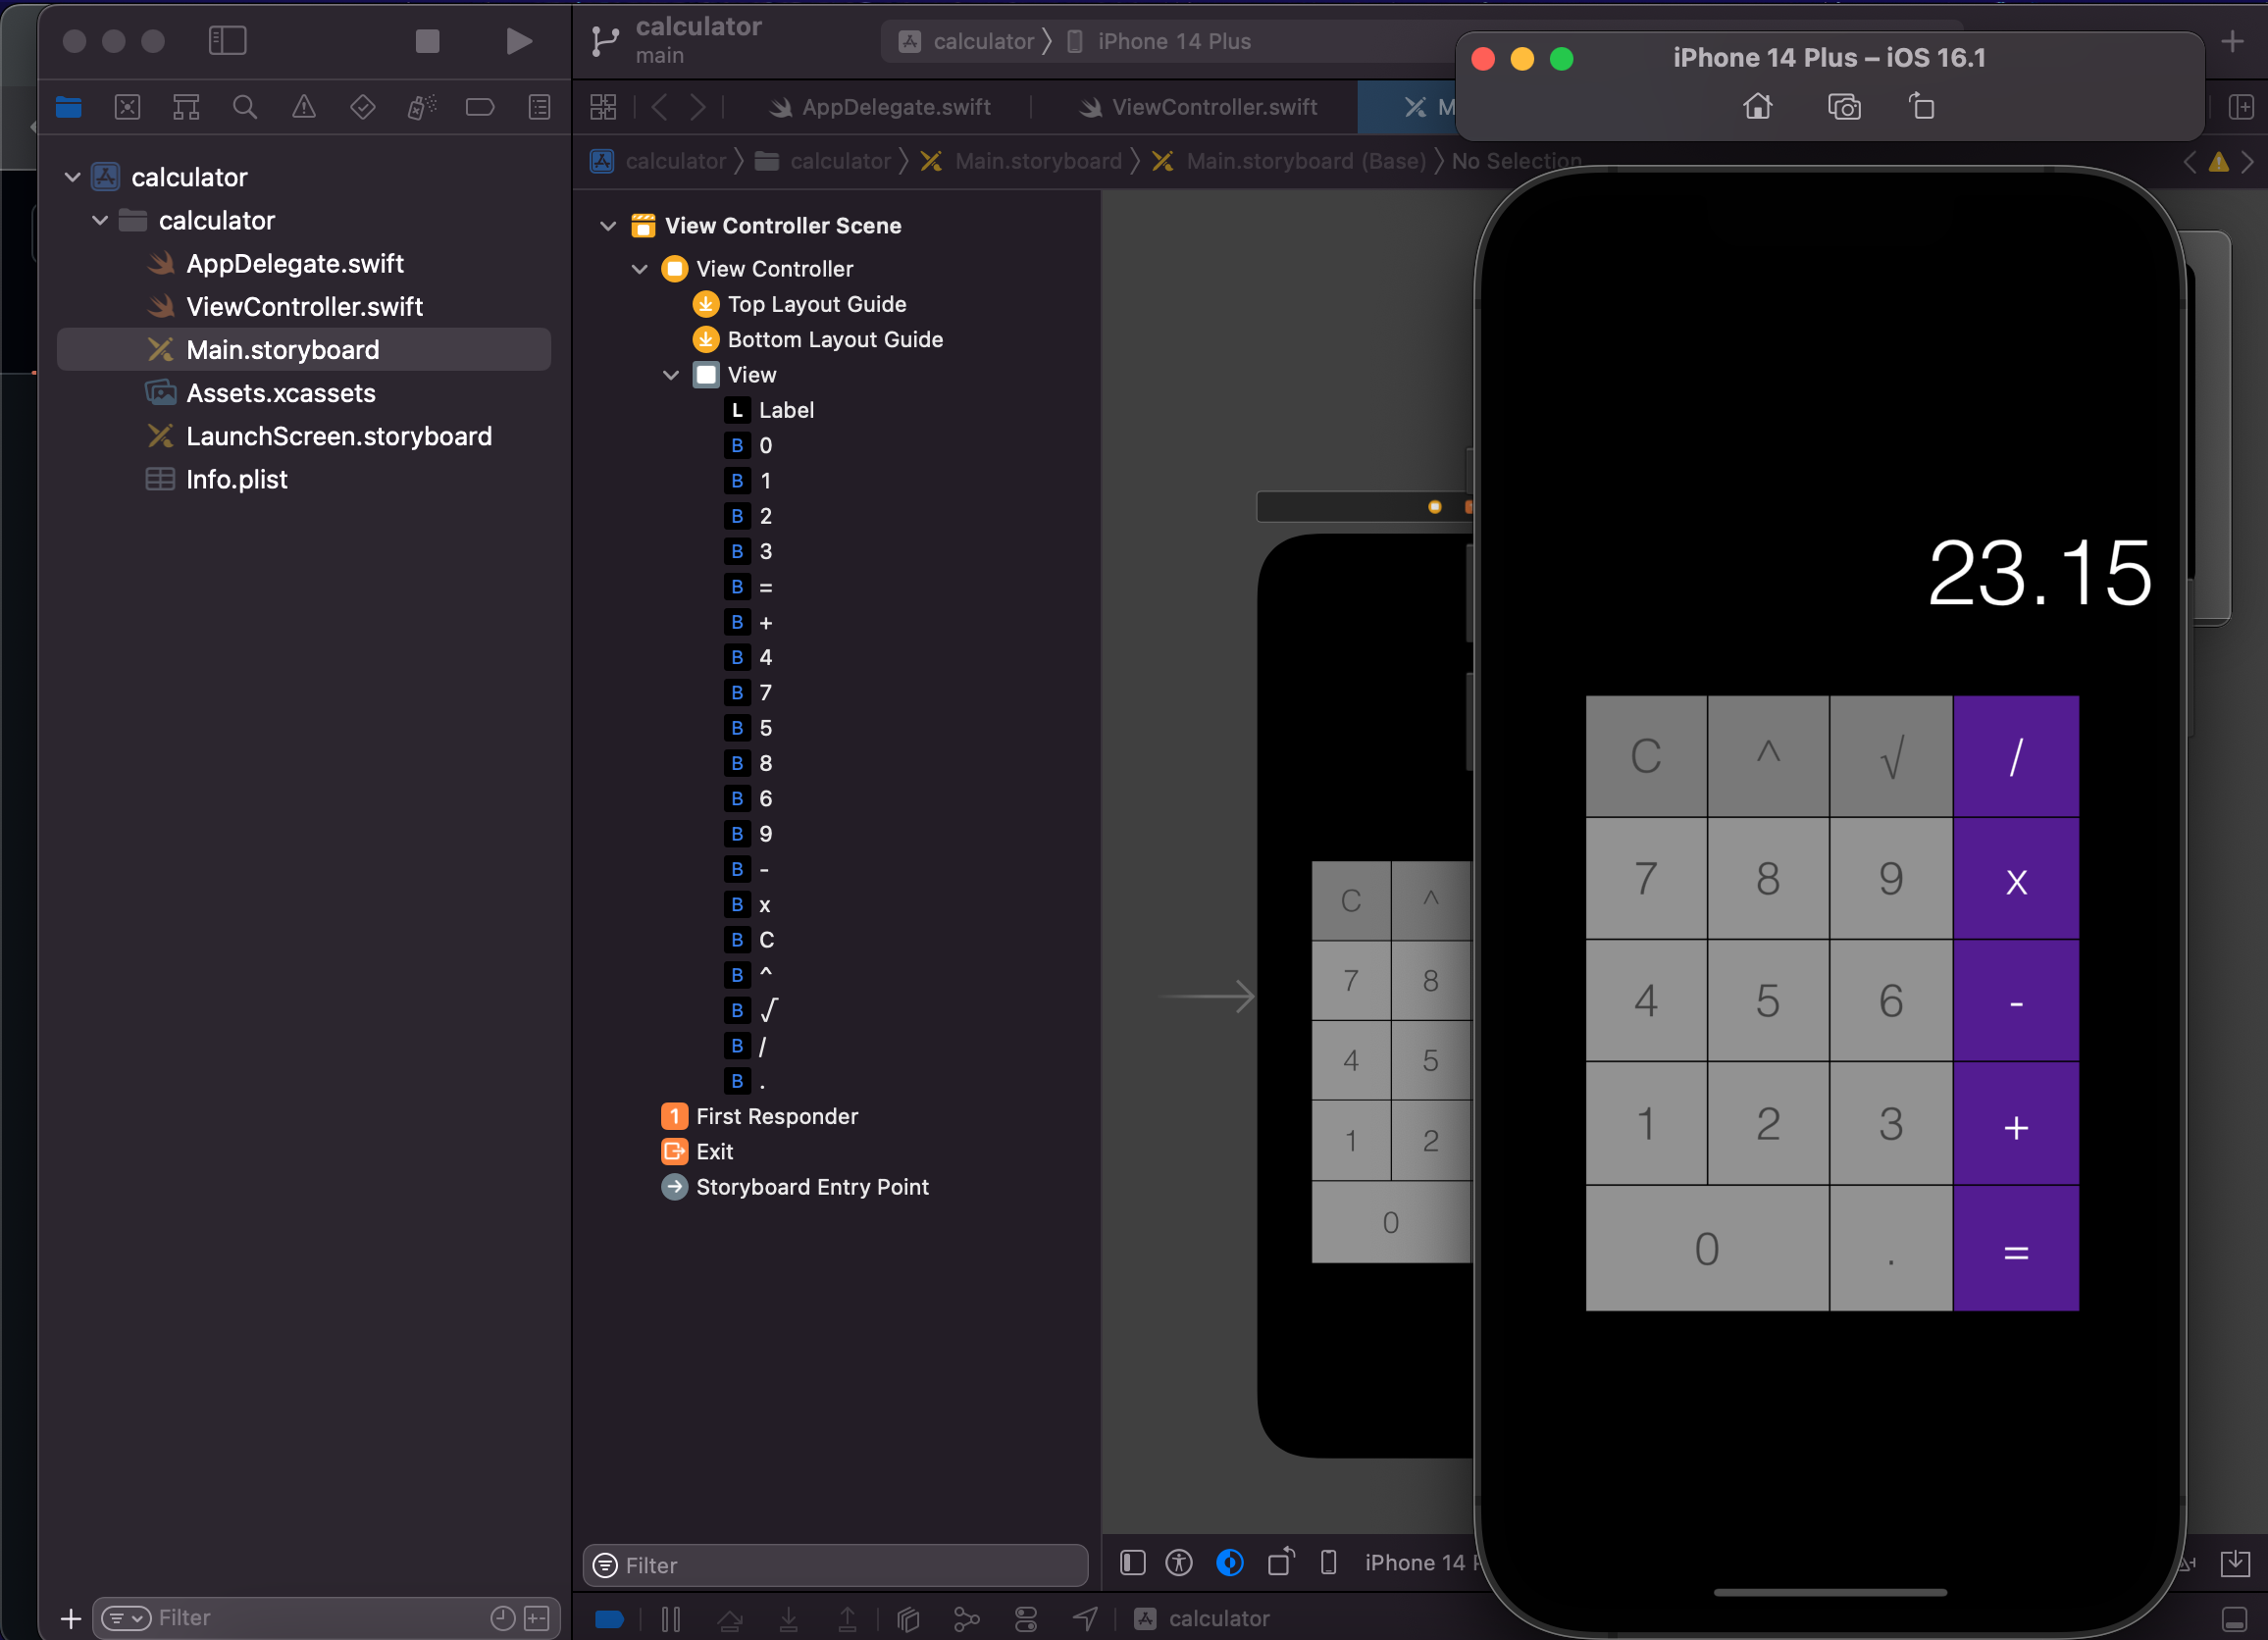 calculator
main
calculator
iPhone 14 Plus
AppDelegate.swift
ViewController.swift
M
calculator
calculator
Main.storyboard
Main.storyboard (Base)
No Selection
calculator
calculator
AppDelegate.swift
ViewController.swift
Main.storyboard
Assets.xcassets
LaunchScreen.storyboard
Info.plist
Filter
View Controller Scene
View Controller
Top Layout Guide
Bottom Layout Guide
View
L Label
B 0
B 1
B 2
B 3
B =
B +
B 4
B 7
B 5
B 8
B 6
B 9
B -
B x
B C
B ^
B √
B /
B .
1 First Responder
Exit
Storyboard Entry Point
Filter
C ^
7 8
4 5
1 2
0
iPhone 14 P
calculator
iPhone 14 Plus – iOS 16.1
23.15
C ^ √ /
7 8 9 x
4 5 6 -
1 2 3 +
0 . =